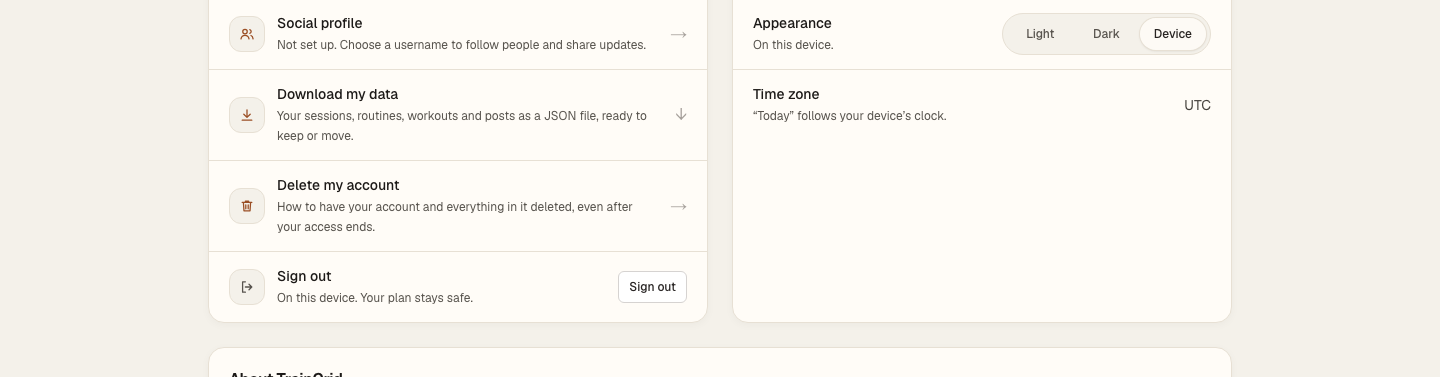 Social profile
Not set up. Choose a username to follow people and share updates.
Download my data
Your sessions, routines, workouts and posts as a JSON file, ready to
keep or move.
Delete my account
How to have your account and everything in it deleted, even after
your access ends.
Sign out
On this device. Your plan stays safe.
Sign out
Appearance
On this device.
Light
Dark
Device
Time zone
“Today” follows your device’s clock.
UTC
About TrainGrid